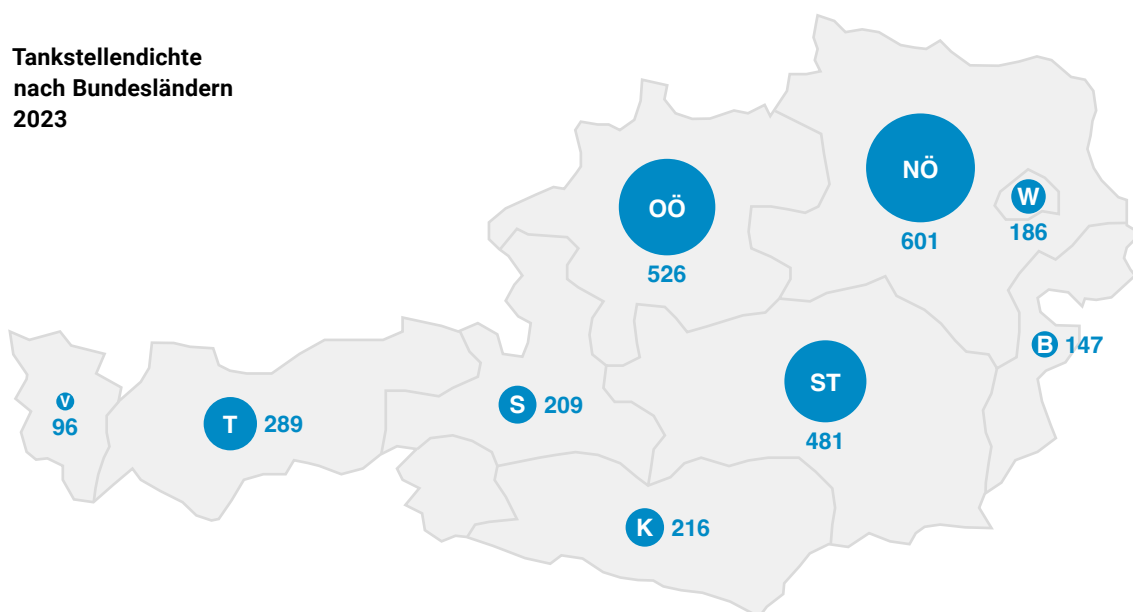 Tankstellendichte
nach Bundesländern
2023
NÖ
601
W
186
OÖ
526
B 147
ST
481
V
96
T 289
S 209
K 216